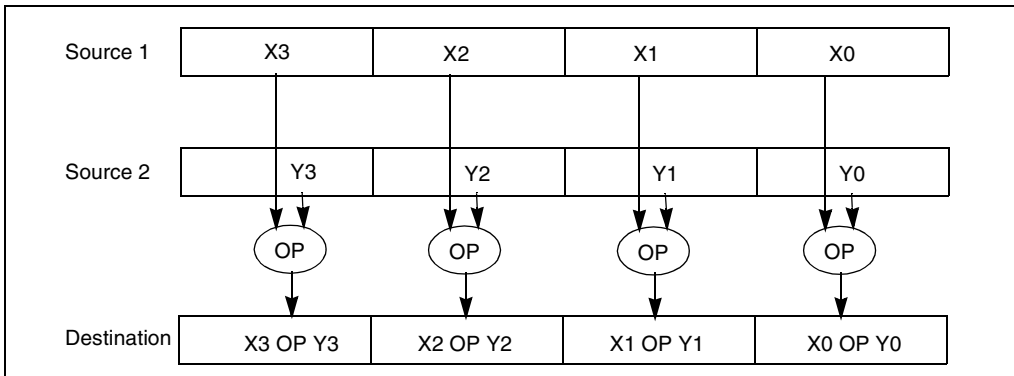 Source 1 X3 X2 X1 X0
Source 2 Y3 Y2 Y1 Y0
OP OP OP OP
Destination X3 OP Y3 X2 OP Y2 X1 OP Y1 X0 OP Y0